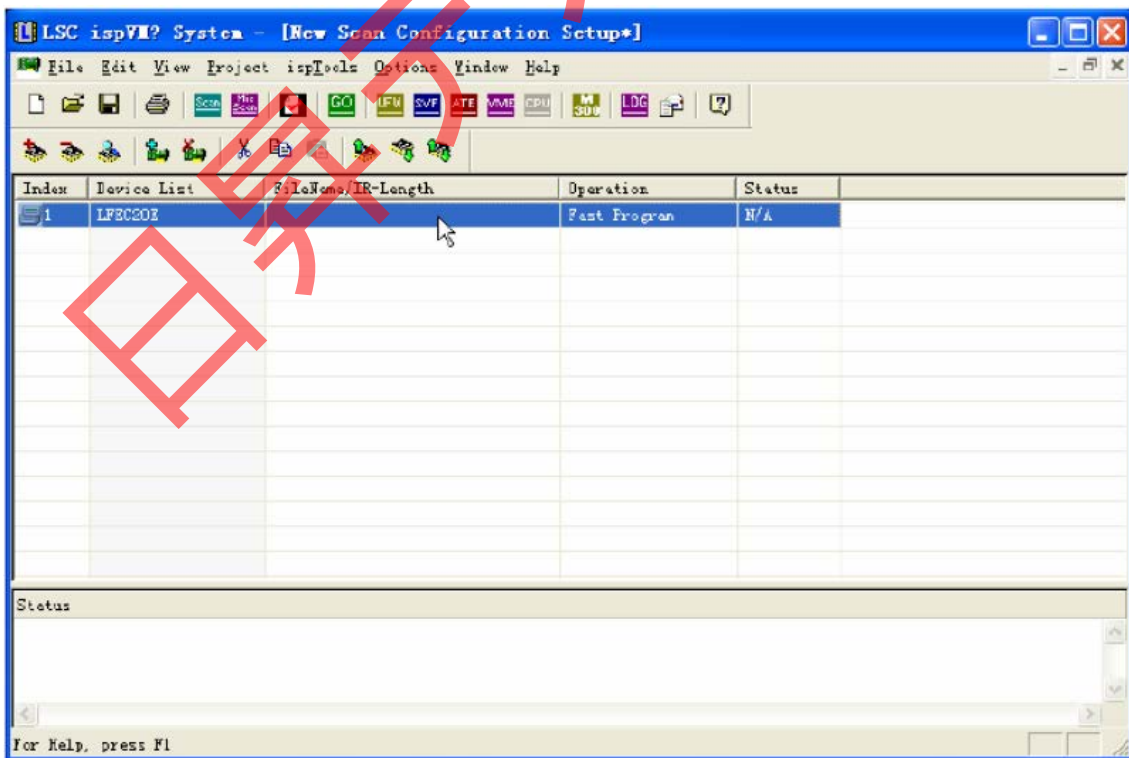 LSC ispVM? System - [New Scan Configuration Setup*]
File Edit View Project ispTools Options Window Help
Scan GO UFW SVF ATE VME CPU M 300 LDG
Index Device List FileName/IR-Length Operation Status
1 LFEC20E Fast Program N/A
Status
For Help, press F1